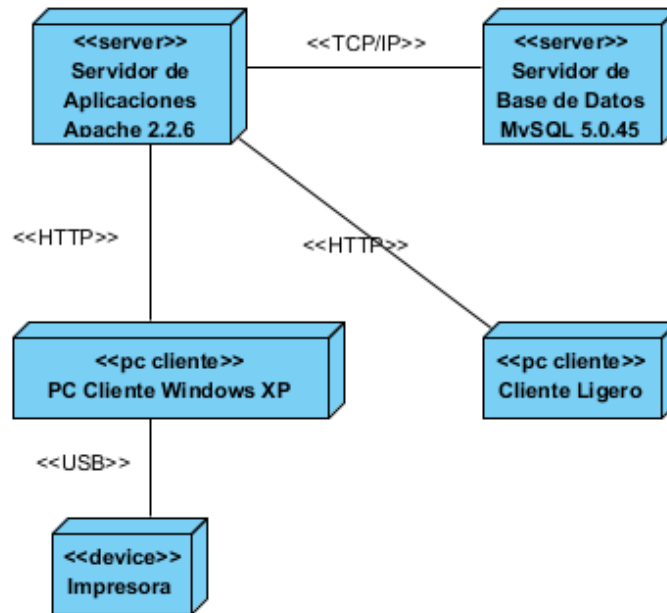 <<server>>
Servidor de
Aplicaciones
Apache 2.2.6
<<TCP/IP>>
<<server>>
Servidor de
Base de Datos
MySQL 5.0.45
<<HTTP>>
<<HTTP>>
<<pc cliente>>
PC Cliente Windows XP
<<pc cliente>>
Cliente Ligero
<<USB>>
<<device>>
Impresora